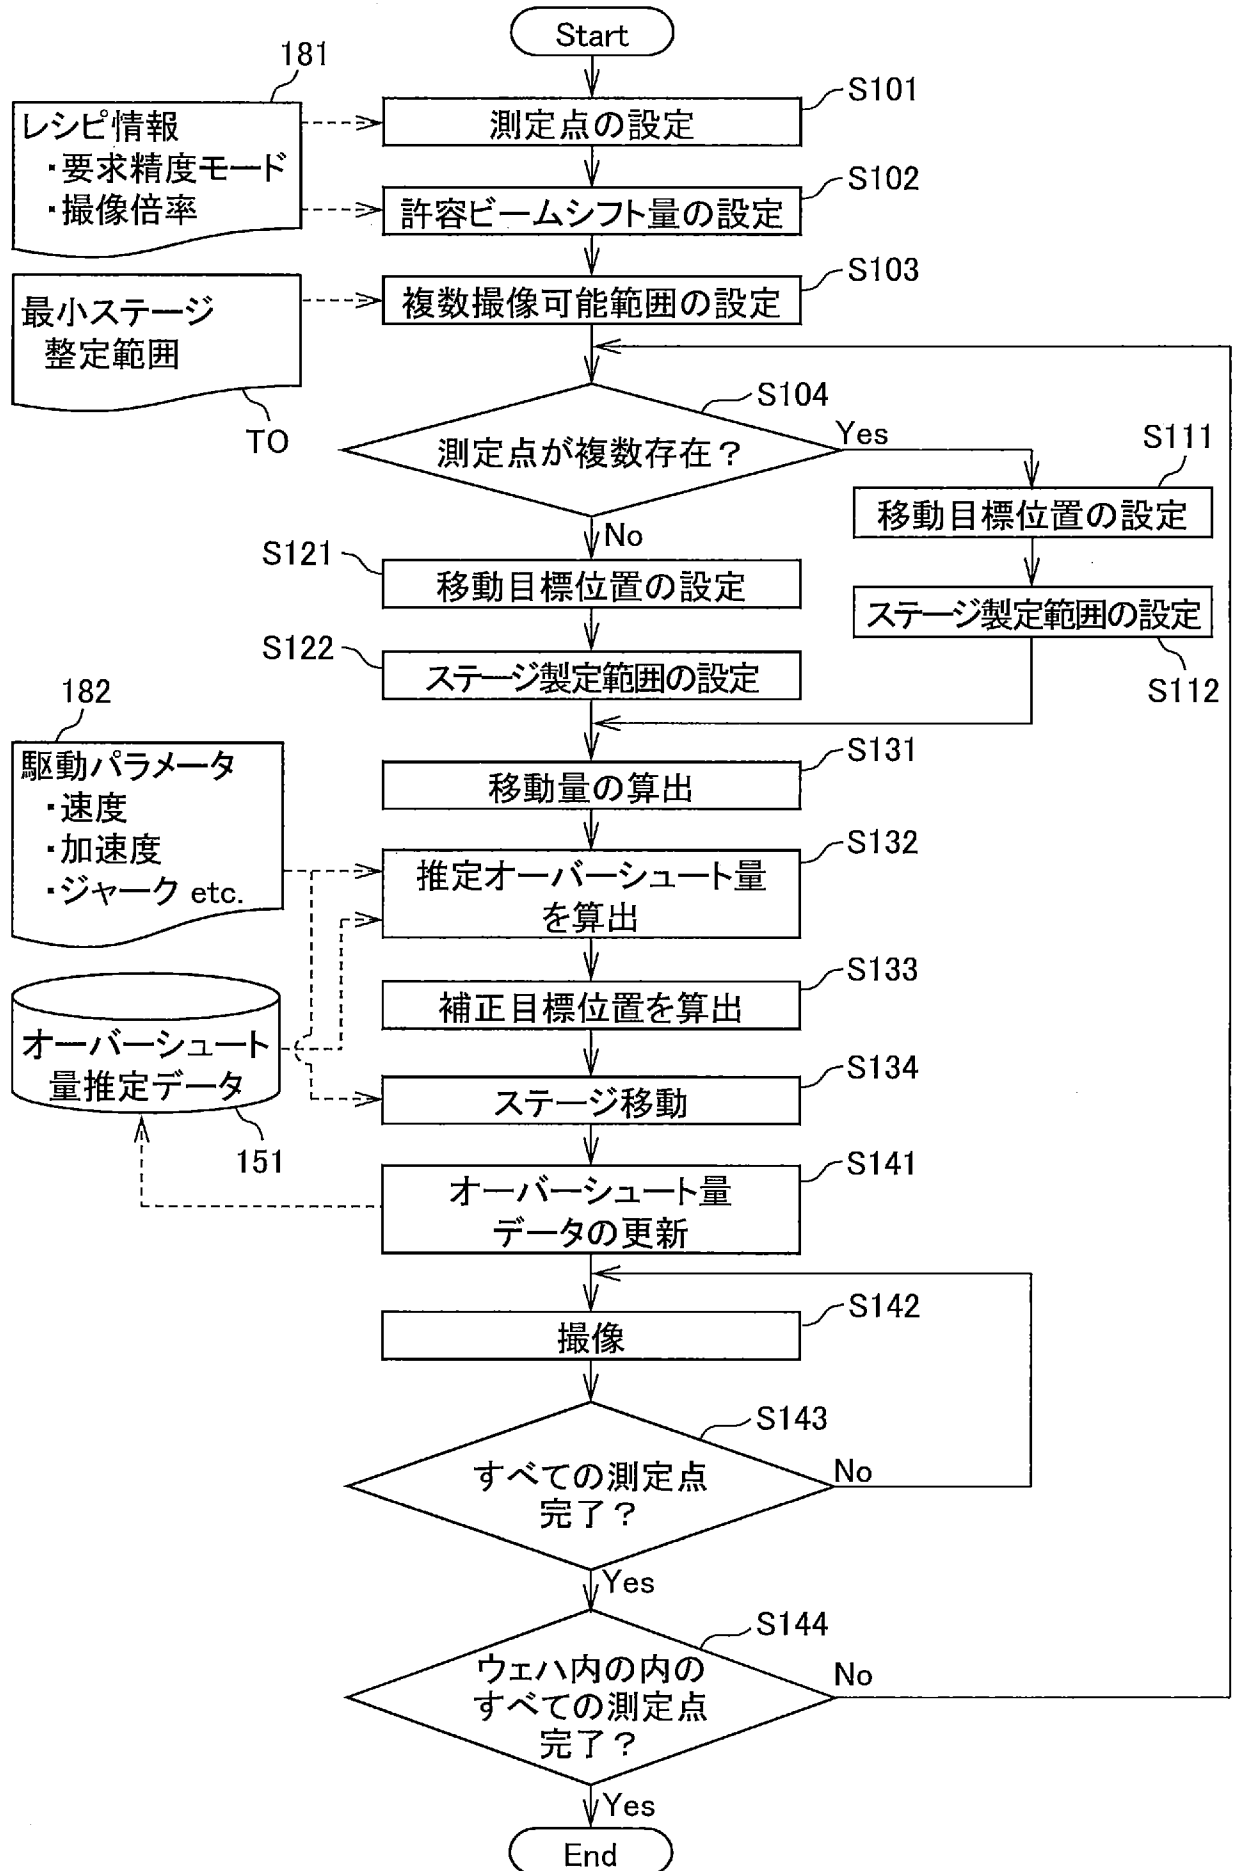 Start
181
S101
レシピ情報
・要求精度モード
・撮像倍率
測定点の設定
S102
許容ビームシフト量の設定
S103
最小ステージ
整定範囲
複数撮像可能範囲の設定
TO
S104
測定点が複数存在？
Yes
S111
移動目標位置の設定
No
S121
移動目標位置の設定
ステージ製定範囲の設定
S112
S122
ステージ製定範囲の設定
182
駆動パラメータ
・速度
・加速度
・ジャーク etc.
S131
移動量の算出
S132
推定オーバーシュート量
を算出
S133
補正目標位置を算出
オーバーシュート
量推定データ
151
S134
ステージ移動
S141
オーバーシュート量
データの更新
S142
撮像
S143
すべての測定点
完了？
No
Yes
S144
ウェハ内の内の
すべての測定点
完了？
No
Yes
End